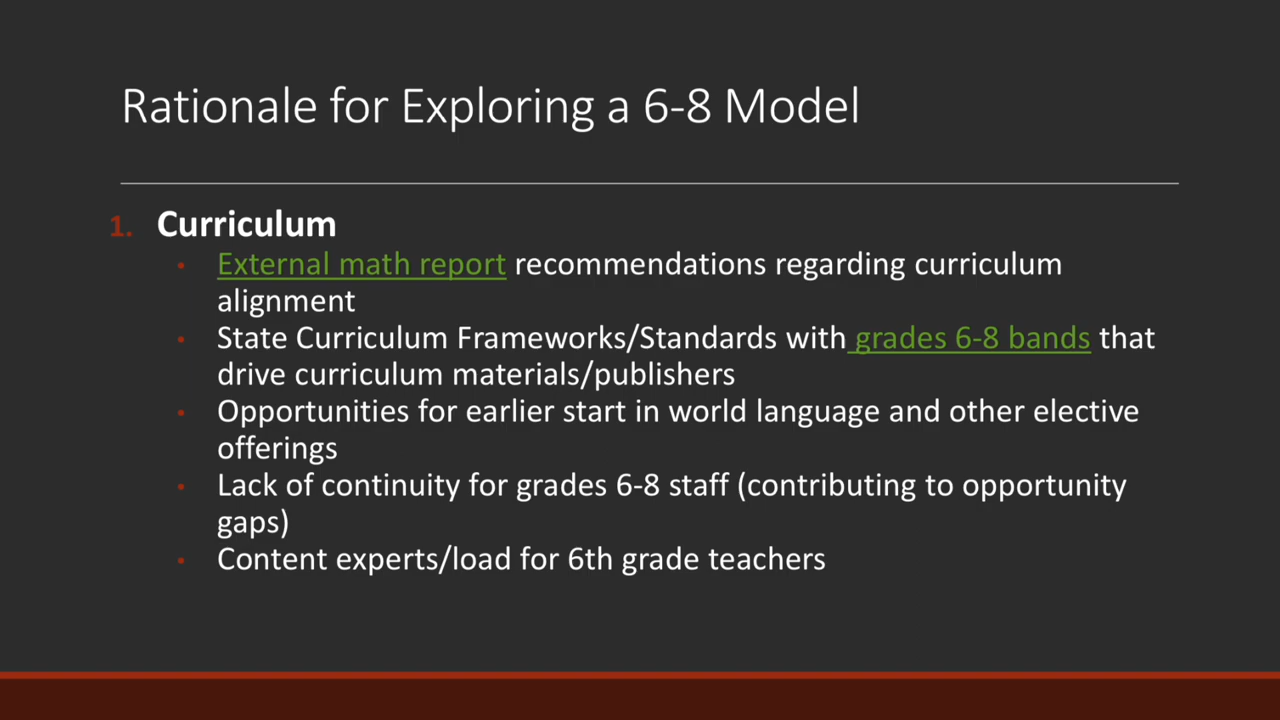 Rationale for Exploring a 6-8 Model
1. Curriculum
• External math report recommendations regarding curriculum
alignment
• State Curriculum Frameworks/Standards with grades 6-8 bands that
drive curriculum materials/publishers
• Opportunities for earlier start in world language and other elective
offerings
• Lack of continuity for grades 6-8 staff (contributing to opportunity
gaps)
• Content experts/load for 6th grade teachers